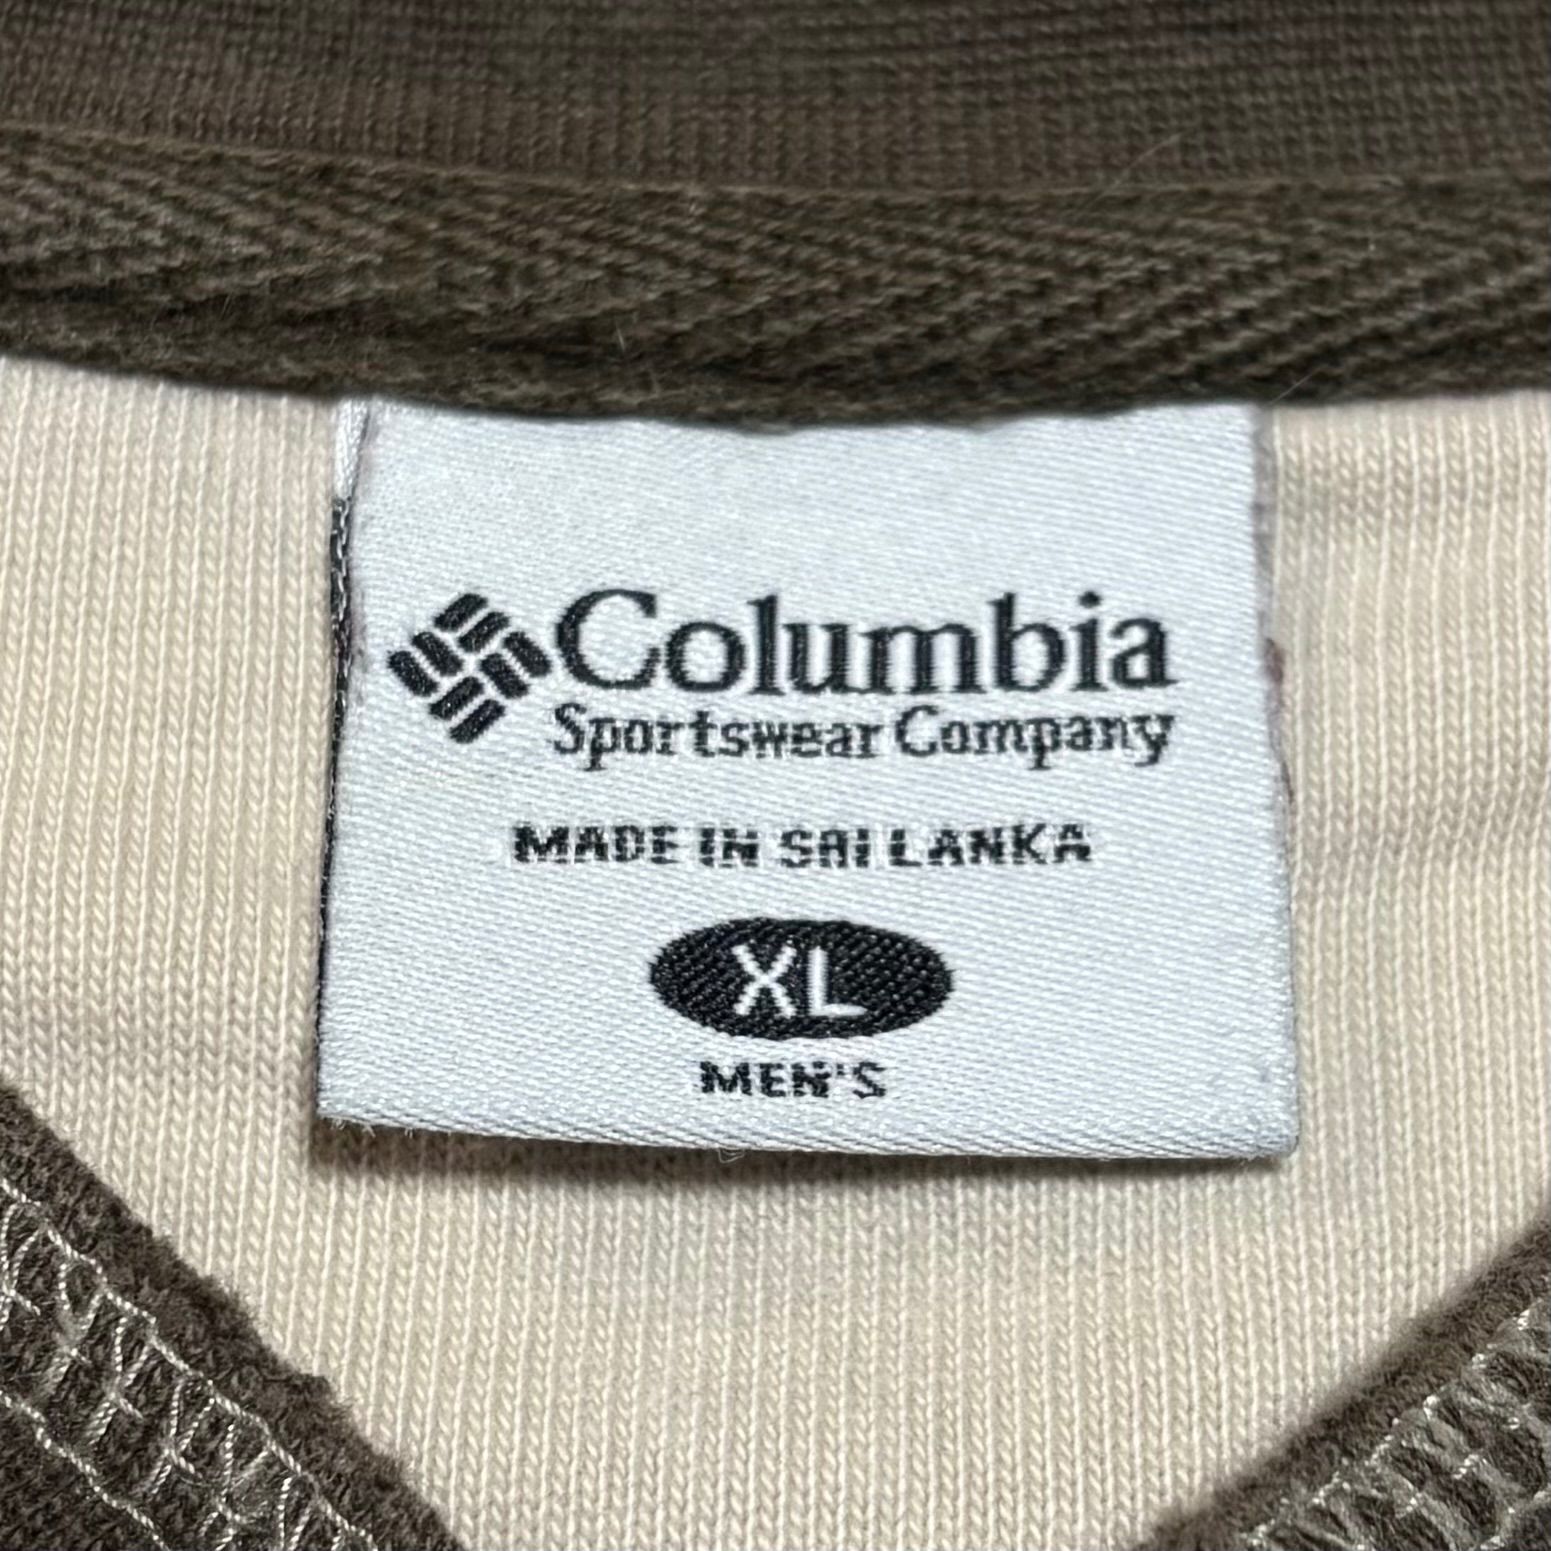 Columbia
Sportswear Company
MADE IN SRI LANKA
XL
MEN'S